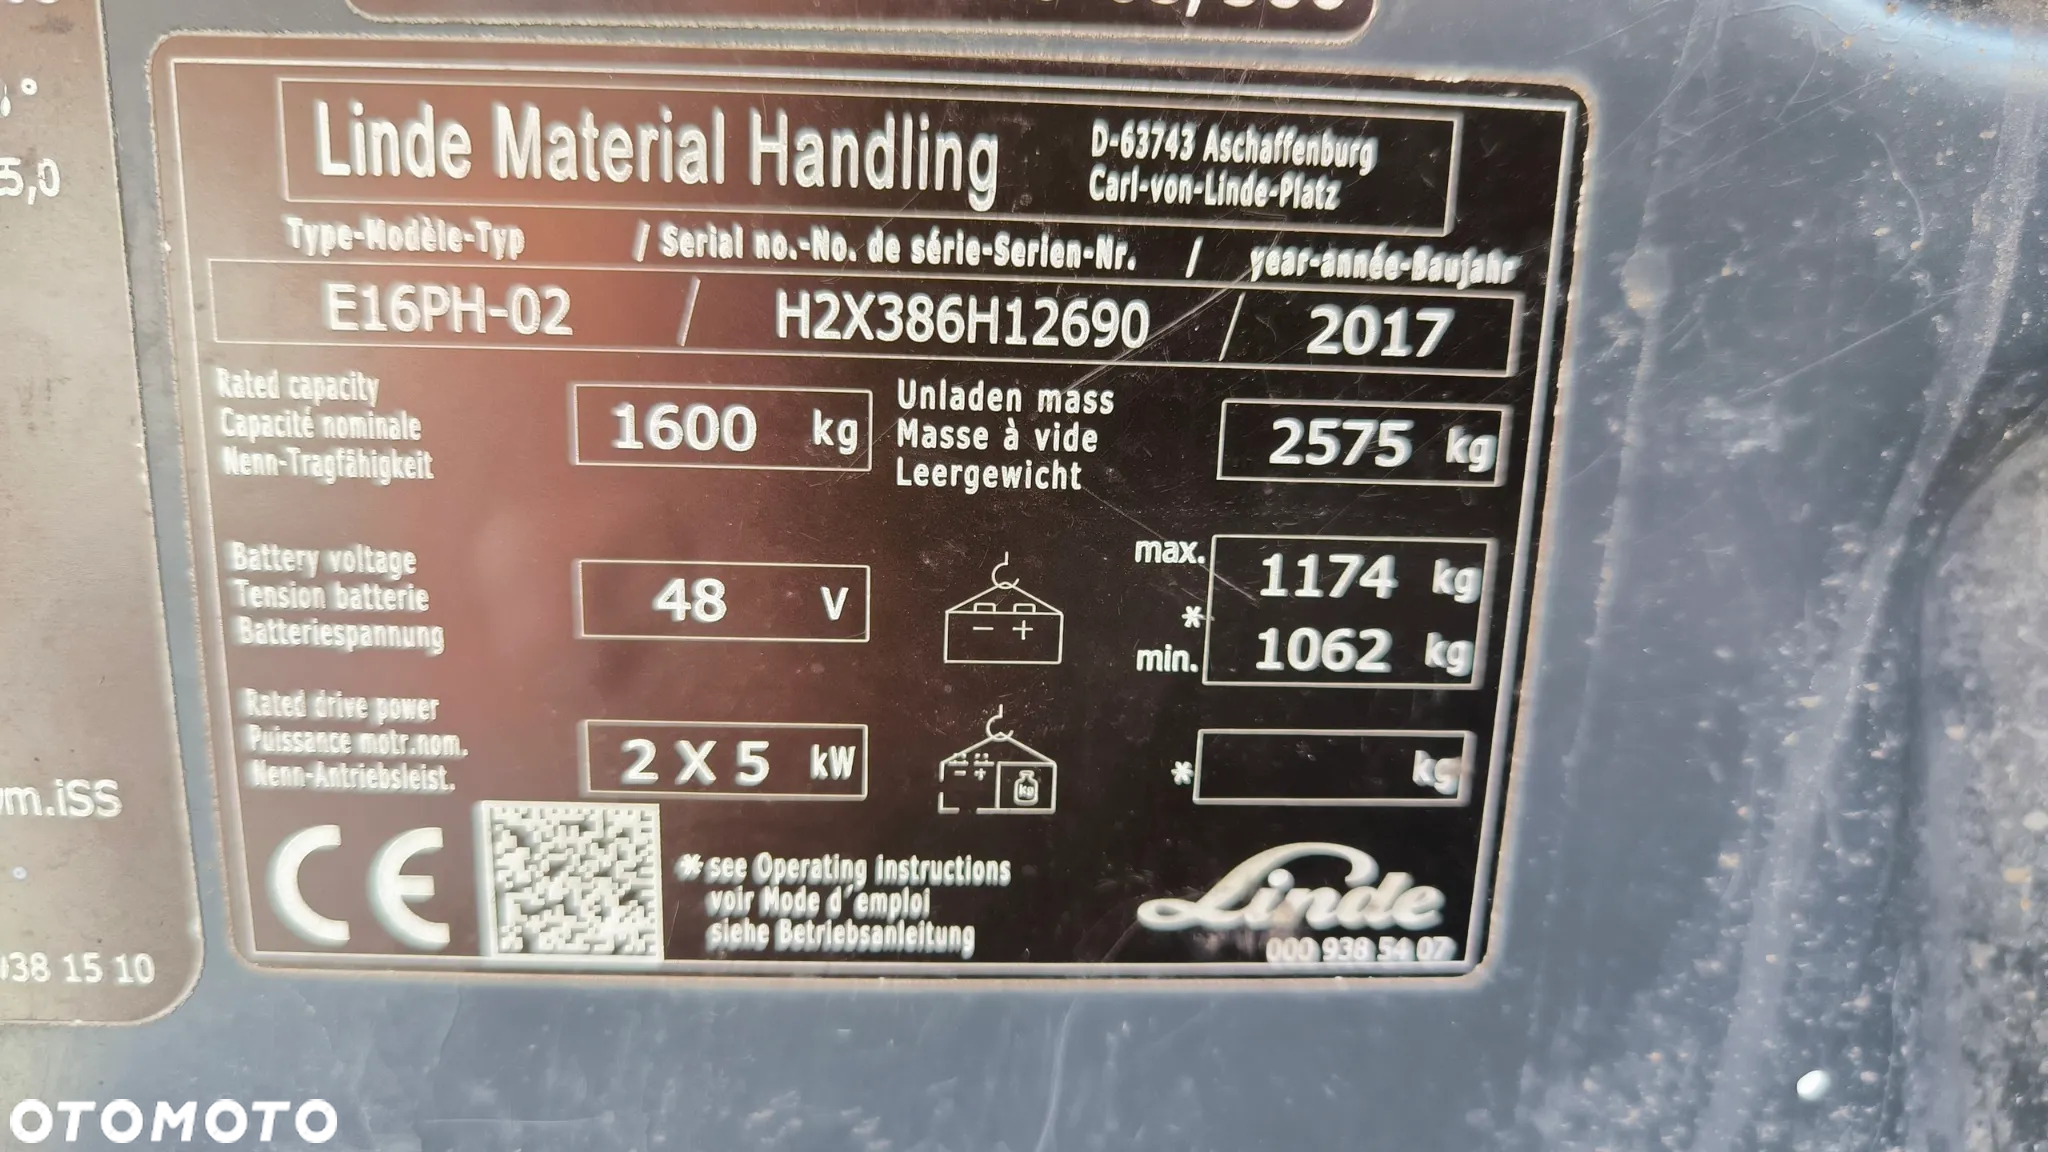 5,0
Linde Material Handling
D-63743 Aschaffenburg
Carl-von-Linde-Platz
Type-Modèle-Typ / Serial no.-No. de série-Serien-Nr. / year-année-Baujahr
E16PH-02 / H2X386H12690 / 2017
Rated capacity
Capacité nominale
Nenn-Tragfähigkeit
1600 kg
Unladen mass
Masse à vide
Leergewicht
2575 kg
Battery voltage
Tension batterie
Batteriespannung
48 V
- +
max. 1174 kg
*
min. 1062 kg
Rated drive power
Puissance motr.nom.
Nenn-Antriebsleist.
2 X 5 kW
- +
kg
* kg
m.iSS
CE
* see Operating instructions
voir Mode d'emploi
siehe Betriebsanleitung
Linde
000 938 54 07
38 15 10
OTOMOTO